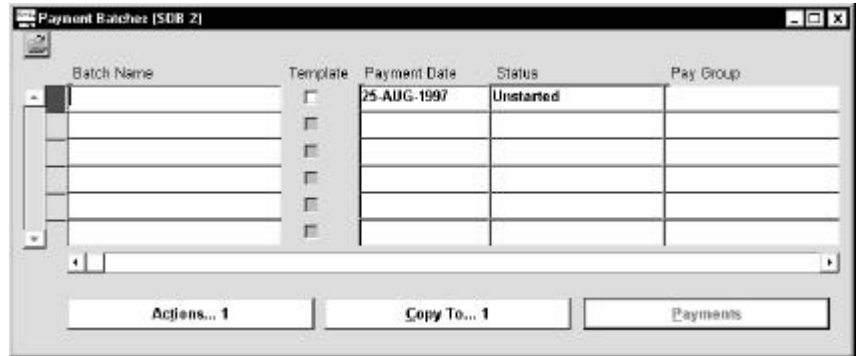 Payment Batches (SOB 2)
Batch Name Template Payment Date Status Pay Group
25-AUG-1997 Unstarted
Actions... 1 Copy To... 1 Payments